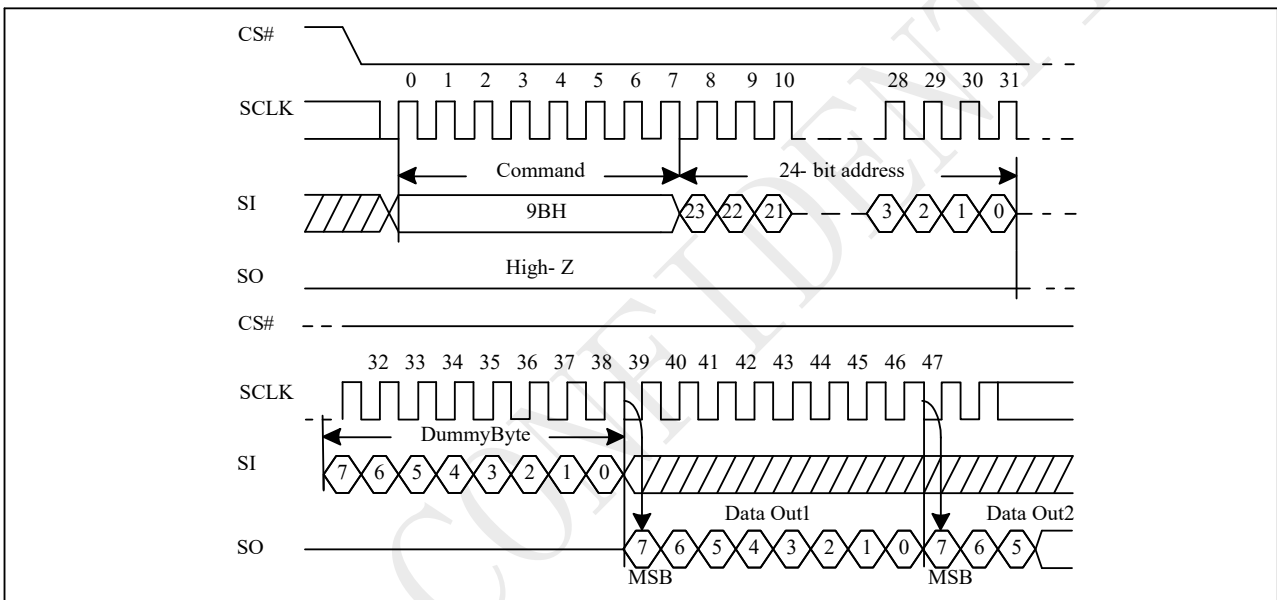 CS#
0 1 2 3 4 5 6 7 8 9 10 28 29 30 31
SCLK
Command 24- bit address
SI 9BH 23 22 21 3 2 1 0
High- Z
SO
CS#
32 33 34 35 36 37 38 39 40 41 42 43 44 45 46 47
SCLK
DummyByte
SI 7 6 5 4 3 2 1 0
Data Out1 Data Out2
SO 7 6 5 4 3 2 1 0 7 6 5
MSB MSB
CONFIDENT